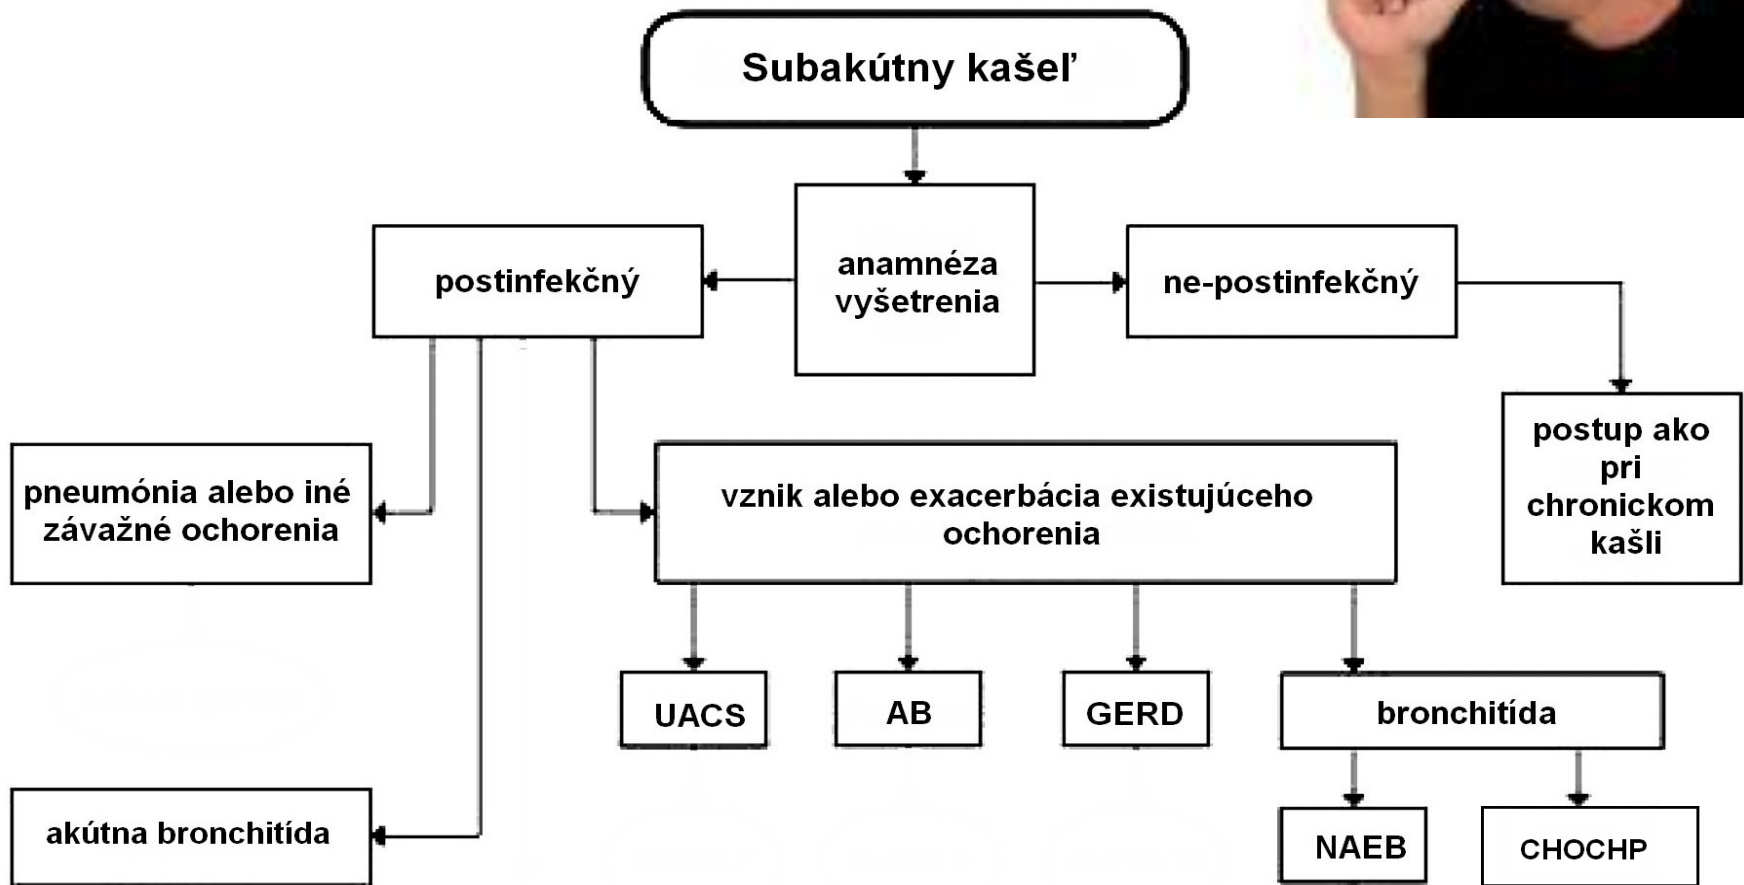 Subakútny kašeľ
anamnéza
vyšetrenia
postinfekčný
ne-postinfekčný
postup ako
pri
chronickom
kašli
pneumónia alebo iné
závažné ochorenia
vznik alebo exacerbácia existujúceho
ochorenia
UACS
AB
GERD
bronchitída
akútna bronchitída
NAEB
CHOCHP